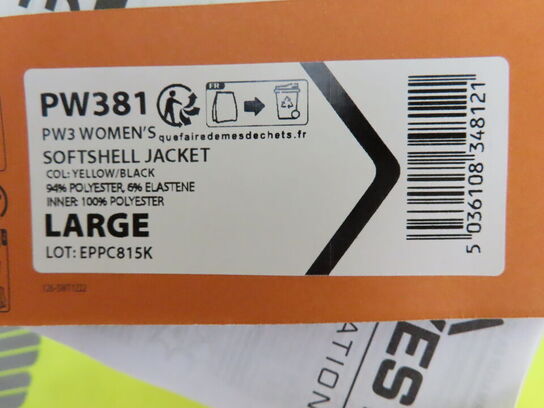 PW381
FR
PW3 WOMEN'S
quefairedemesdechets.fr
SOFTSHELL JACKET
COL: YELLOW/BLACK
94% POLYESTER, 6% ELASTENE
INNER: 100% POLYESTER
LARGE
LOT: EPPC815K
5 036108 348121